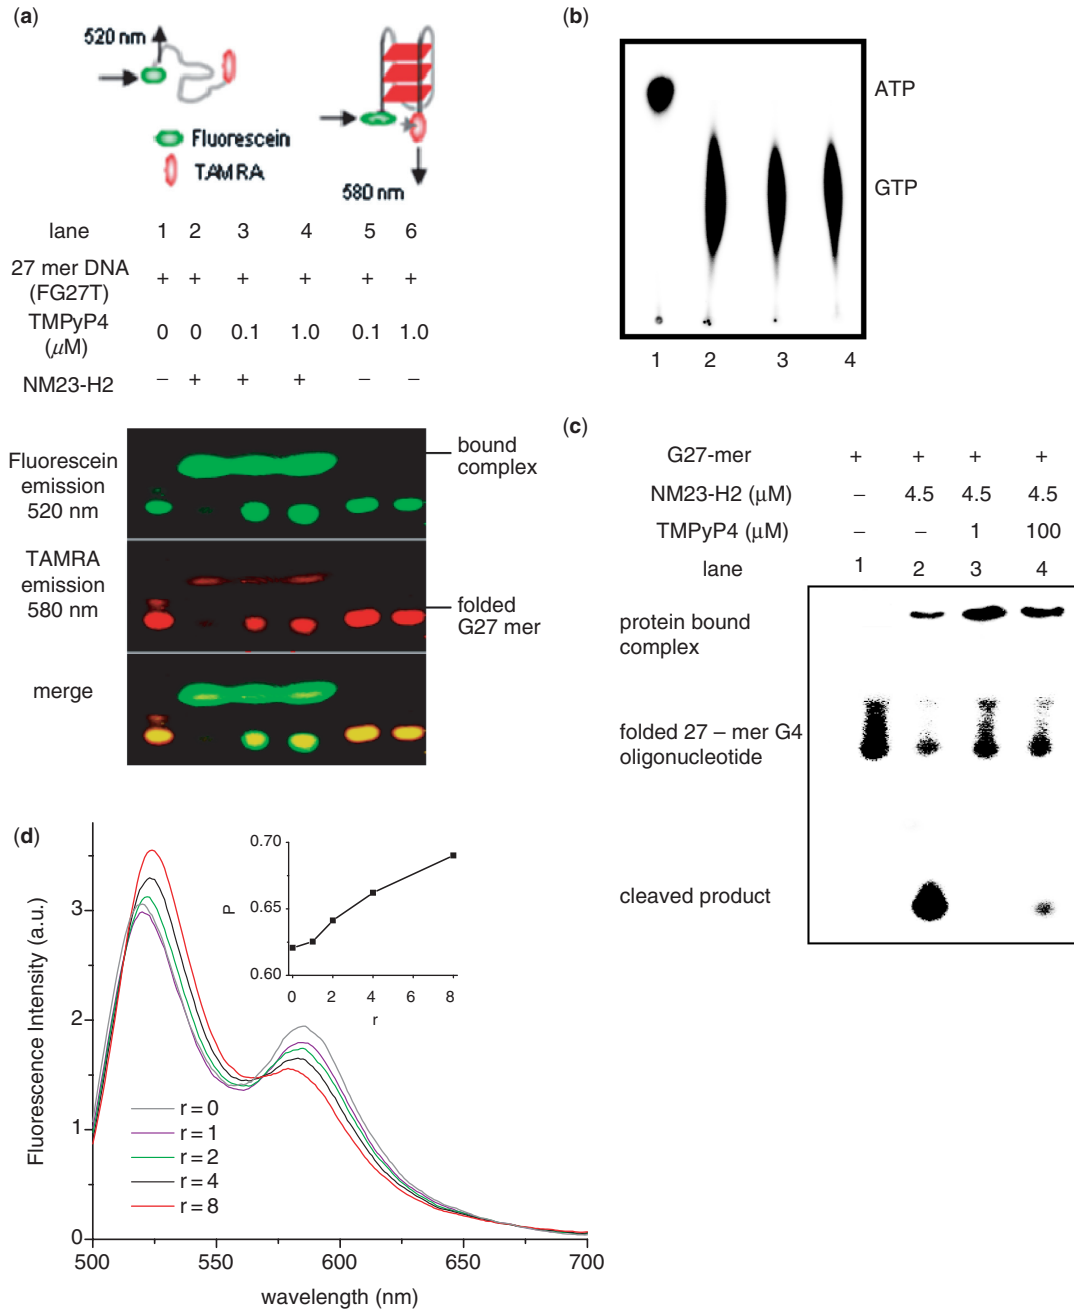 (a)
520 nm
Fluorescein
TAMRA
580 nm
lane 1 2 3 4 5 6
27 mer DNA
(FG27T) + + + + + +
TMPyP4
(μM) 0 0 0.1 1.0 0.1 1.0
NM23-H2 – + + + – –
Fluorescein
emission
520 nm
bound
complex
TAMRA
emission
580 nm
folded
G27 mer
merge
(b)
ATP
GTP
1 2 3 4
(c)
G27-mer + + + +
NM23-H2 (μM) – 4.5 4.5 4.5
TMPyP4 (μM) – – 1 100
lane 1 2 3 4
protein bound
complex
folded 27 – mer G4
oligonucleotide
cleaved product
(d)
Fluorescence Intensity (a.u.)
3
2
1
0
500 550 600 650 700
wavelength (nm)
r = 0
r = 1
r = 2
r = 4
r = 8
P
0.70
0.65
0.60
0 2 4 6 8
r